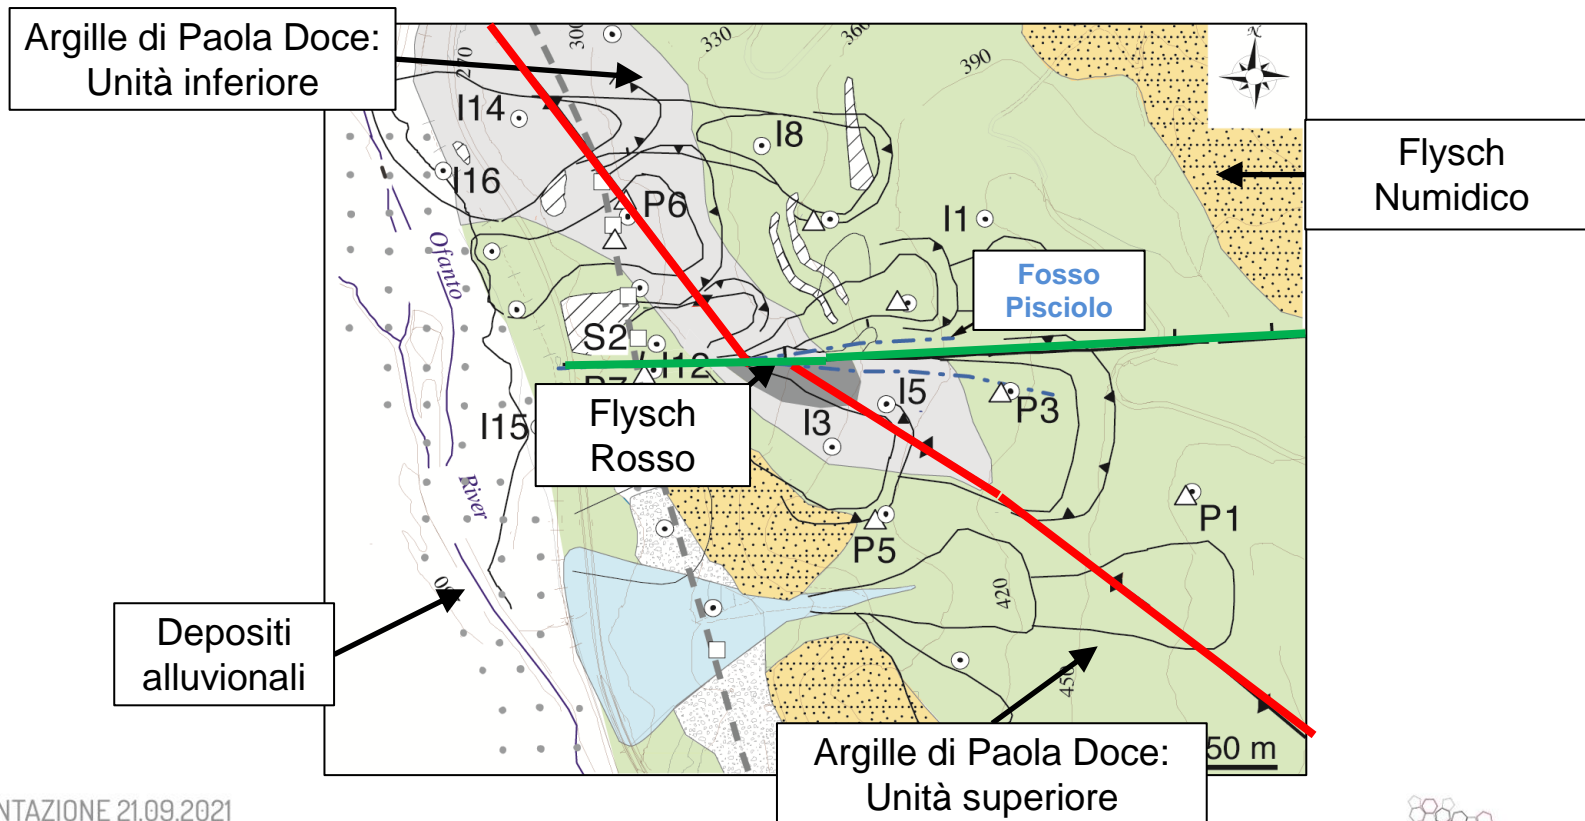 Argille di Paola Doce:
Unità inferiore
270
300
330
360
390
N
I14
I8
I16
P6
I1
Flysch
Numidico
Ofanto
Fosso
Pisciolo
S2
I12
I5
P3
I3
Flysch
Rosso
I15
River
P1
P5
420
Depositi
alluvionali
450
Argille di Paola Doce:
Unità superiore
50 m
NTAZIONE 21.09.2021